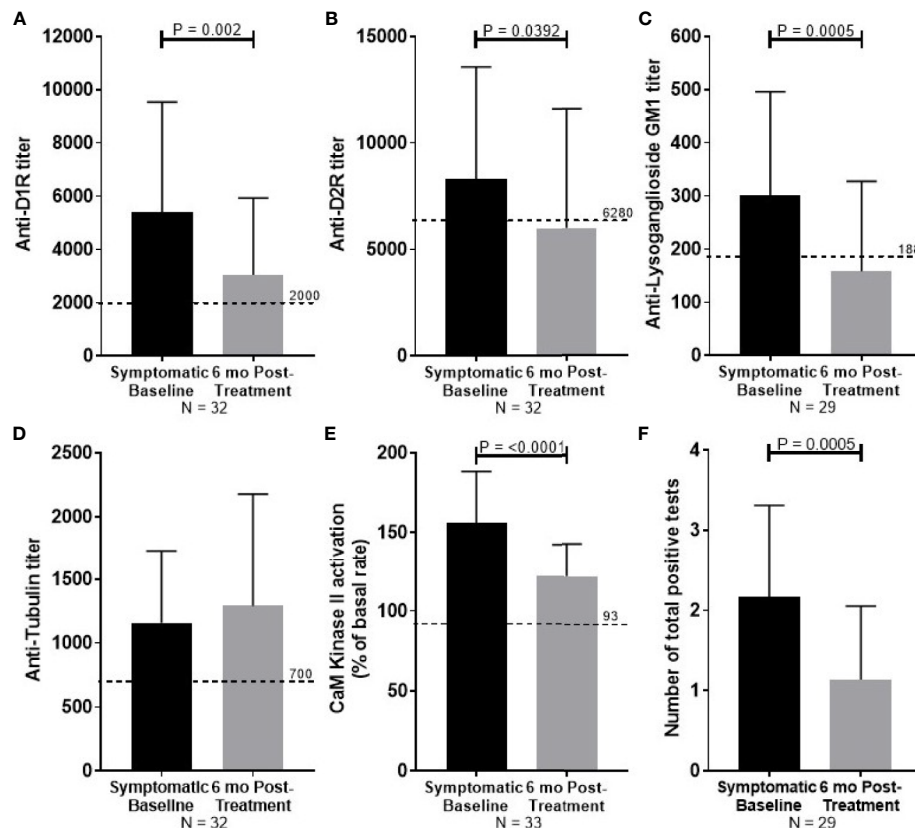 A
P = 0.002
12000
10000
8000
6000
4000
2000
0
Anti-D1R titer
2000
Symptomatic 6 mo Post-
Baseline Treatment
N = 32
B
P = 0.0392
15000
10000
5000
0
Anti-D2R titer
6280
Symptomatic 6 mo Post-
Baseline Treatment
N = 32
C
P = 0.0005
600
500
400
300
200
100
0
Anti-Lysoganglioside GM1 titer
188
Symptomatic 6 mo Post-
Baseline Treatment
N = 29
D
2500
2000
1500
1000
500
0
Anti-Tubulin titer
700
Symptomatic 6 mo Post-
Baseline Treatment
N = 32
E
P = <0.0001
200
150
100
50
0
CaM Kinase II activation
(% of basal rate)
93
Symptomatic 6 mo Post-
Baseline Treatment
N = 33
F
P = 0.0005
4
3
2
1
0
Number of total positive tests
Symptomatic 6 mo Post-
Baseline Treatment
N = 29